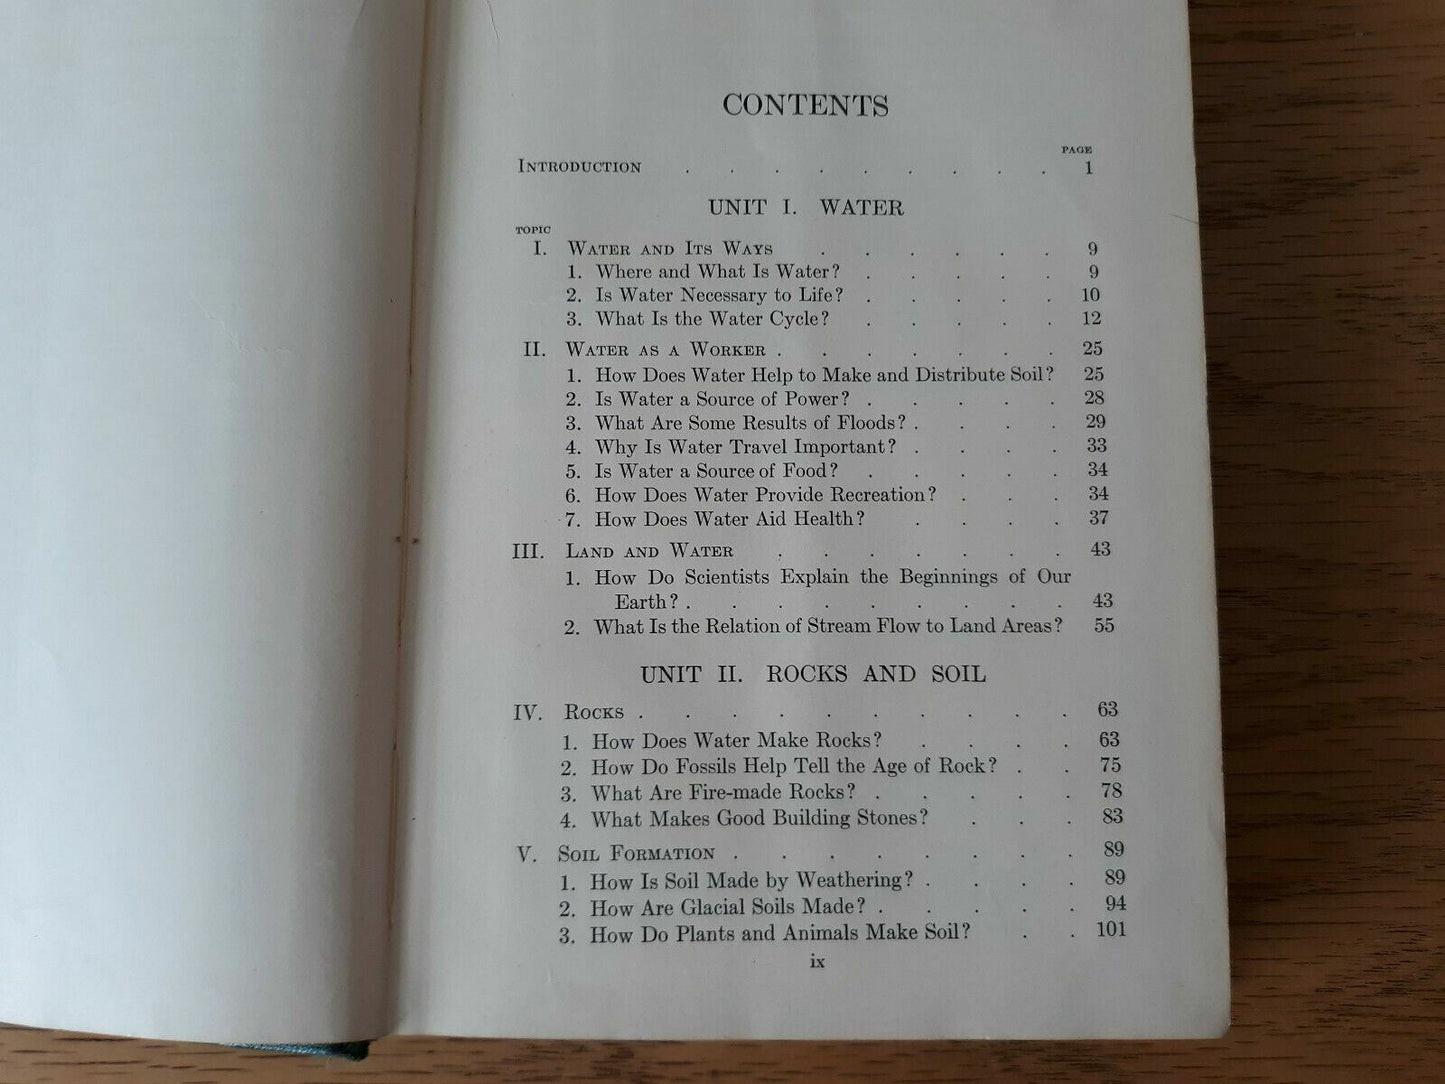 CONTENTS
PAGE
INTRODUCTION . . . . . . . . . 1
UNIT I. WATER
TOPIC
I. WATER AND ITS WAYS . . . . . . 9
1. Where and What Is Water? . . . . . 9
2. Is Water Necessary to Life? . . . . . 10
3. What Is the Water Cycle? . . . . . 12
II. WATER AS A WORKER . . . . . . . 25
1. How Does Water Help to Make and Distribute Soil? 25
2. Is Water a Source of Power? . . . . . 28
3. What Are Some Results of Floods? . . . . 29
4. Why Is Water Travel Important? . . . . 33
5. Is Water a Source of Food? . . . . . 34
6. How Does Water Provide Recreation? . . . 34
7. How Does Water Aid Health? . . . . 37
III. LAND AND WATER . . . . . . . 43
1. How Do Scientists Explain the Beginnings of Our
Earth? . . . . . . . . . 43
2. What Is the Relation of Stream Flow to Land Areas? 55
UNIT II. ROCKS AND SOIL
IV. ROCKS . . . . . . . . . . 63
1. How Does Water Make Rocks? . . . . 63
2. How Do Fossils Help Tell the Age of Rock? . . 75
3. What Are Fire-made Rocks? . . . . . 78
4. What Makes Good Building Stones? . . . 83
V. SOIL FORMATION . . . . . . . . 89
1. How Is Soil Made by Weathering? . . . . 89
2. How Are Glacial Soils Made? . . . . . 94
3. How Do Plants and Animals Make Soil? . . 101
ix